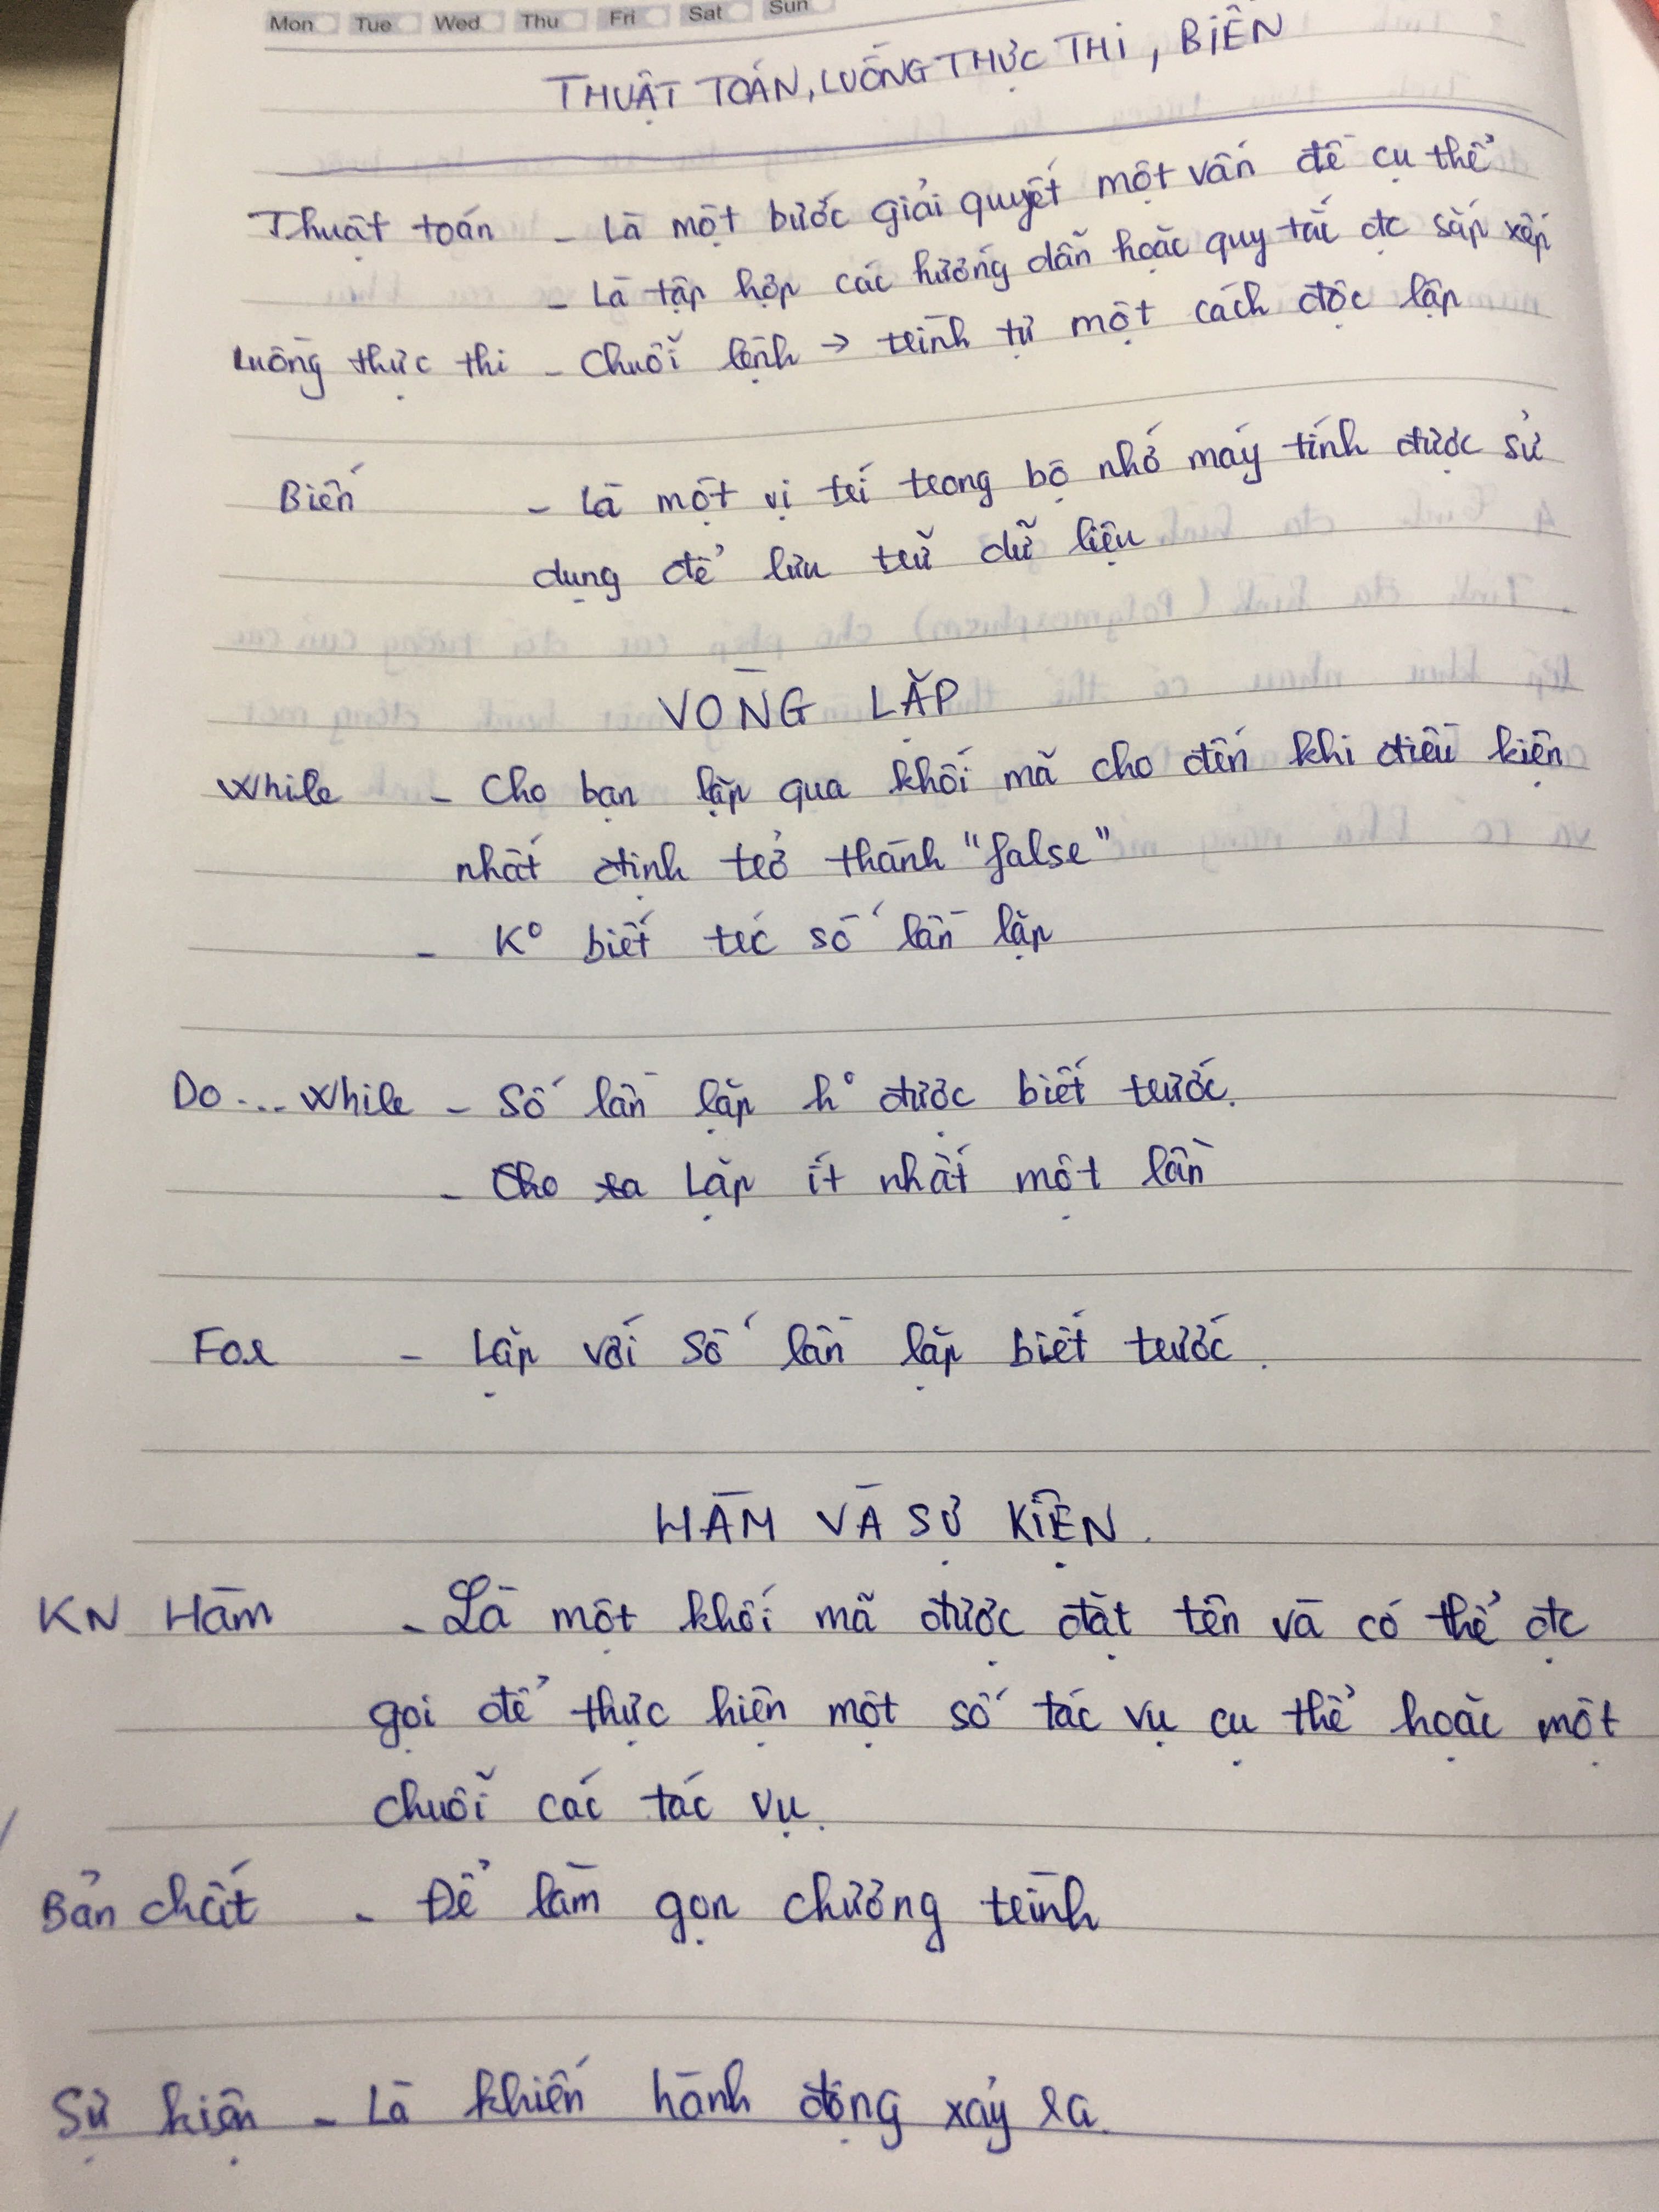 Mon Tue Wed Thu Fri Sat Sun
THUẬT TOÁN, LUỒNG THỰC THI, BIẾN
Thuật toán - Là một bước giải quyết một vấn đề cụ thể
- Là tập hợp các hướng dẫn hoặc quy tắc đc sắp xếp
Luồng thực thi - Chuỗi lệnh → trình tự một cách độc lập
Biến - Là một vị trí trong bộ nhớ máy tính được sử
dụng để lưu trữ dữ liệu
VÒNG LẶP
While - Cho bạn lặp qua khối mã cho đến khi điều kiện
nhất định trở thành "false"
- K° biết trc số lần lặp
Do... while - Số lần lặp k° được biết trước.
- Cho ra Lặp ít nhất một lần
For - Lặp với số lần lặp biết trước.
HÀM VÀ SỰ KIỆN.
KN Hàm - Là một khối mã được đặt tên và có thể đc
gọi để thực hiện một số tác vụ cụ thể hoặc một
chuỗi các tác vụ.
Bản chất - Để làm gọn chương trình
Sự kiện - Là khiến hành động xảy ra.